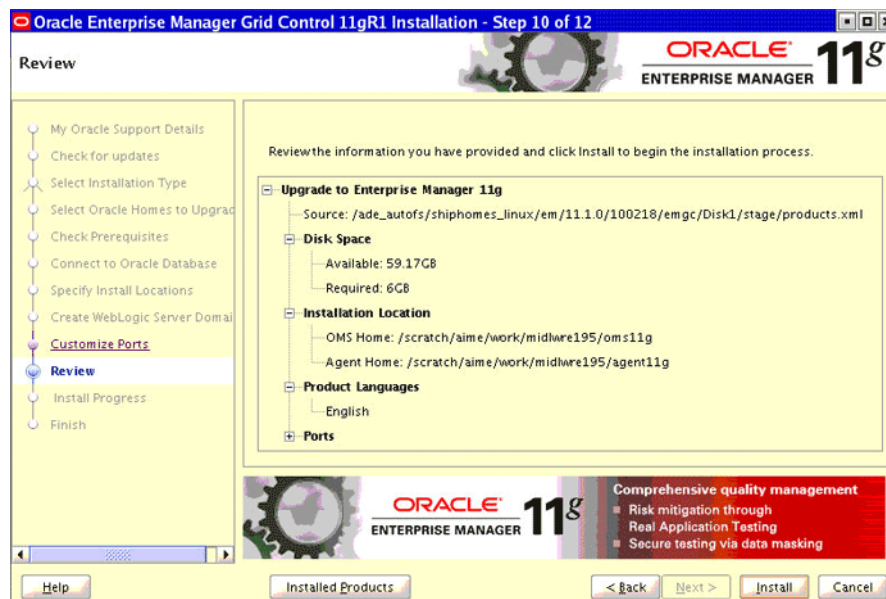 Oracle Enterprise Manager Grid Control 11gR1 Installation - Step 10 of 12
Review
ORACLE
ENTERPRISE MANAGER 11g
My Oracle Support Details
Check for updates
Select Installation Type
Select Oracle Homes to Upgrad
Check Prerequisites
Connect to Oracle Database
Specify Install Locations
Create WebLogic Server Domai
Customize Ports
Review
Install Progress
Finish
Review the information you have provided and click Install to begin the installation process.
Upgrade to Enterprise Manager 11g
Source: /ade_autofs/shiphomes_linux/em/11.1.0/100218/emgc/Disk1/stage/products.xml
Disk Space
Available: 59.17GB
Required: 6GB
Installation Location
OMS Home: /scratch/aime/work/midlwre195/oms11g
Agent Home: /scratch/aime/work/midlwre195/agent11g
Product Languages
English
Ports
ORACLE
ENTERPRISE MANAGER 11g
Comprehensive quality management
Risk mitigation through
Real Application Testing
Secure testing via data masking
Help
Installed Products
< Back
Next >
Install
Cancel